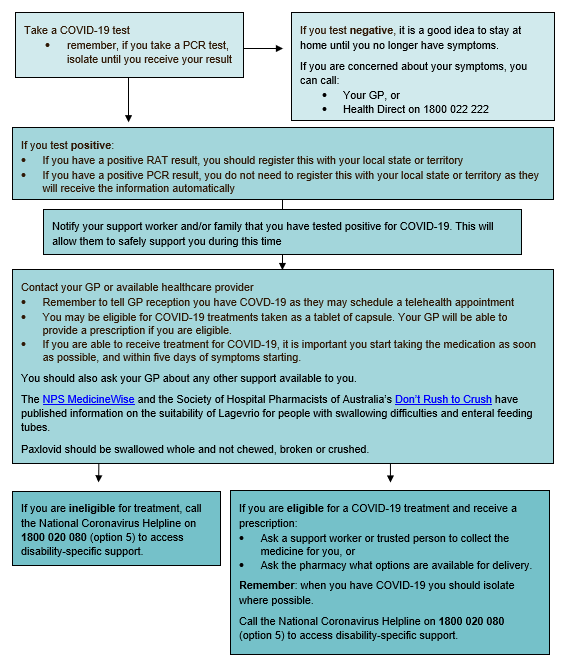 Take a COVID-19 test
• remember, if you take a PCR test,
isolate until you receive your result
If you test negative, it is a good idea to stay at
home until you no longer have symptoms.
If you are concerned about your symptoms, you
can call:
• Your GP, or
• Health Direct on 1800 022 222
If you test positive:
• If you have a positive RAT result, you should register this with your local state or territory
• If you have a positive PCR result, you do not need to register this with your local state or territory as they
will receive the information automatically
Notify your support worker and/or family that you have tested positive for COVID-19. This will
allow them to safely support you during this time
Contact your GP or available healthcare provider
• Remember to tell GP reception you have COVD-19 as they may schedule a telehealth appointment
• You may be eligible for COVID-19 treatments taken as a tablet of capsule. Your GP will be able to
provide a prescription if you are eligible.
• If you are able to receive treatment for COVID-19, it is important you start taking the medication as soon
as possible, and within five days of symptoms starting.
You should also ask your GP about any other support available to you.
The NPS MedicineWise and the Society of Hospital Pharmacists of Australia's Don't Rush to Crush have
published information on the suitability of Lagevrio for people with swallowing difficulties and enteral feeding
tubes.
Paxlovid should be swallowed whole and not chewed, broken or crushed.
If you are ineligible for treatment, call
the National Coronavirus Helpline on
1800 020 080 (option 5) to access
disability-specific support.
If you are eligible for a COVID-19 treatment and receive a
prescription:
• Ask a support worker or trusted person to collect the
medicine for you, or
• Ask the pharmacy what options are available for delivery.
Remember: when you have COVID-19 you should isolate
where possible.
Call the National Coronavirus Helpline on 1800 020 080
(option 5) to access disability-specific support.